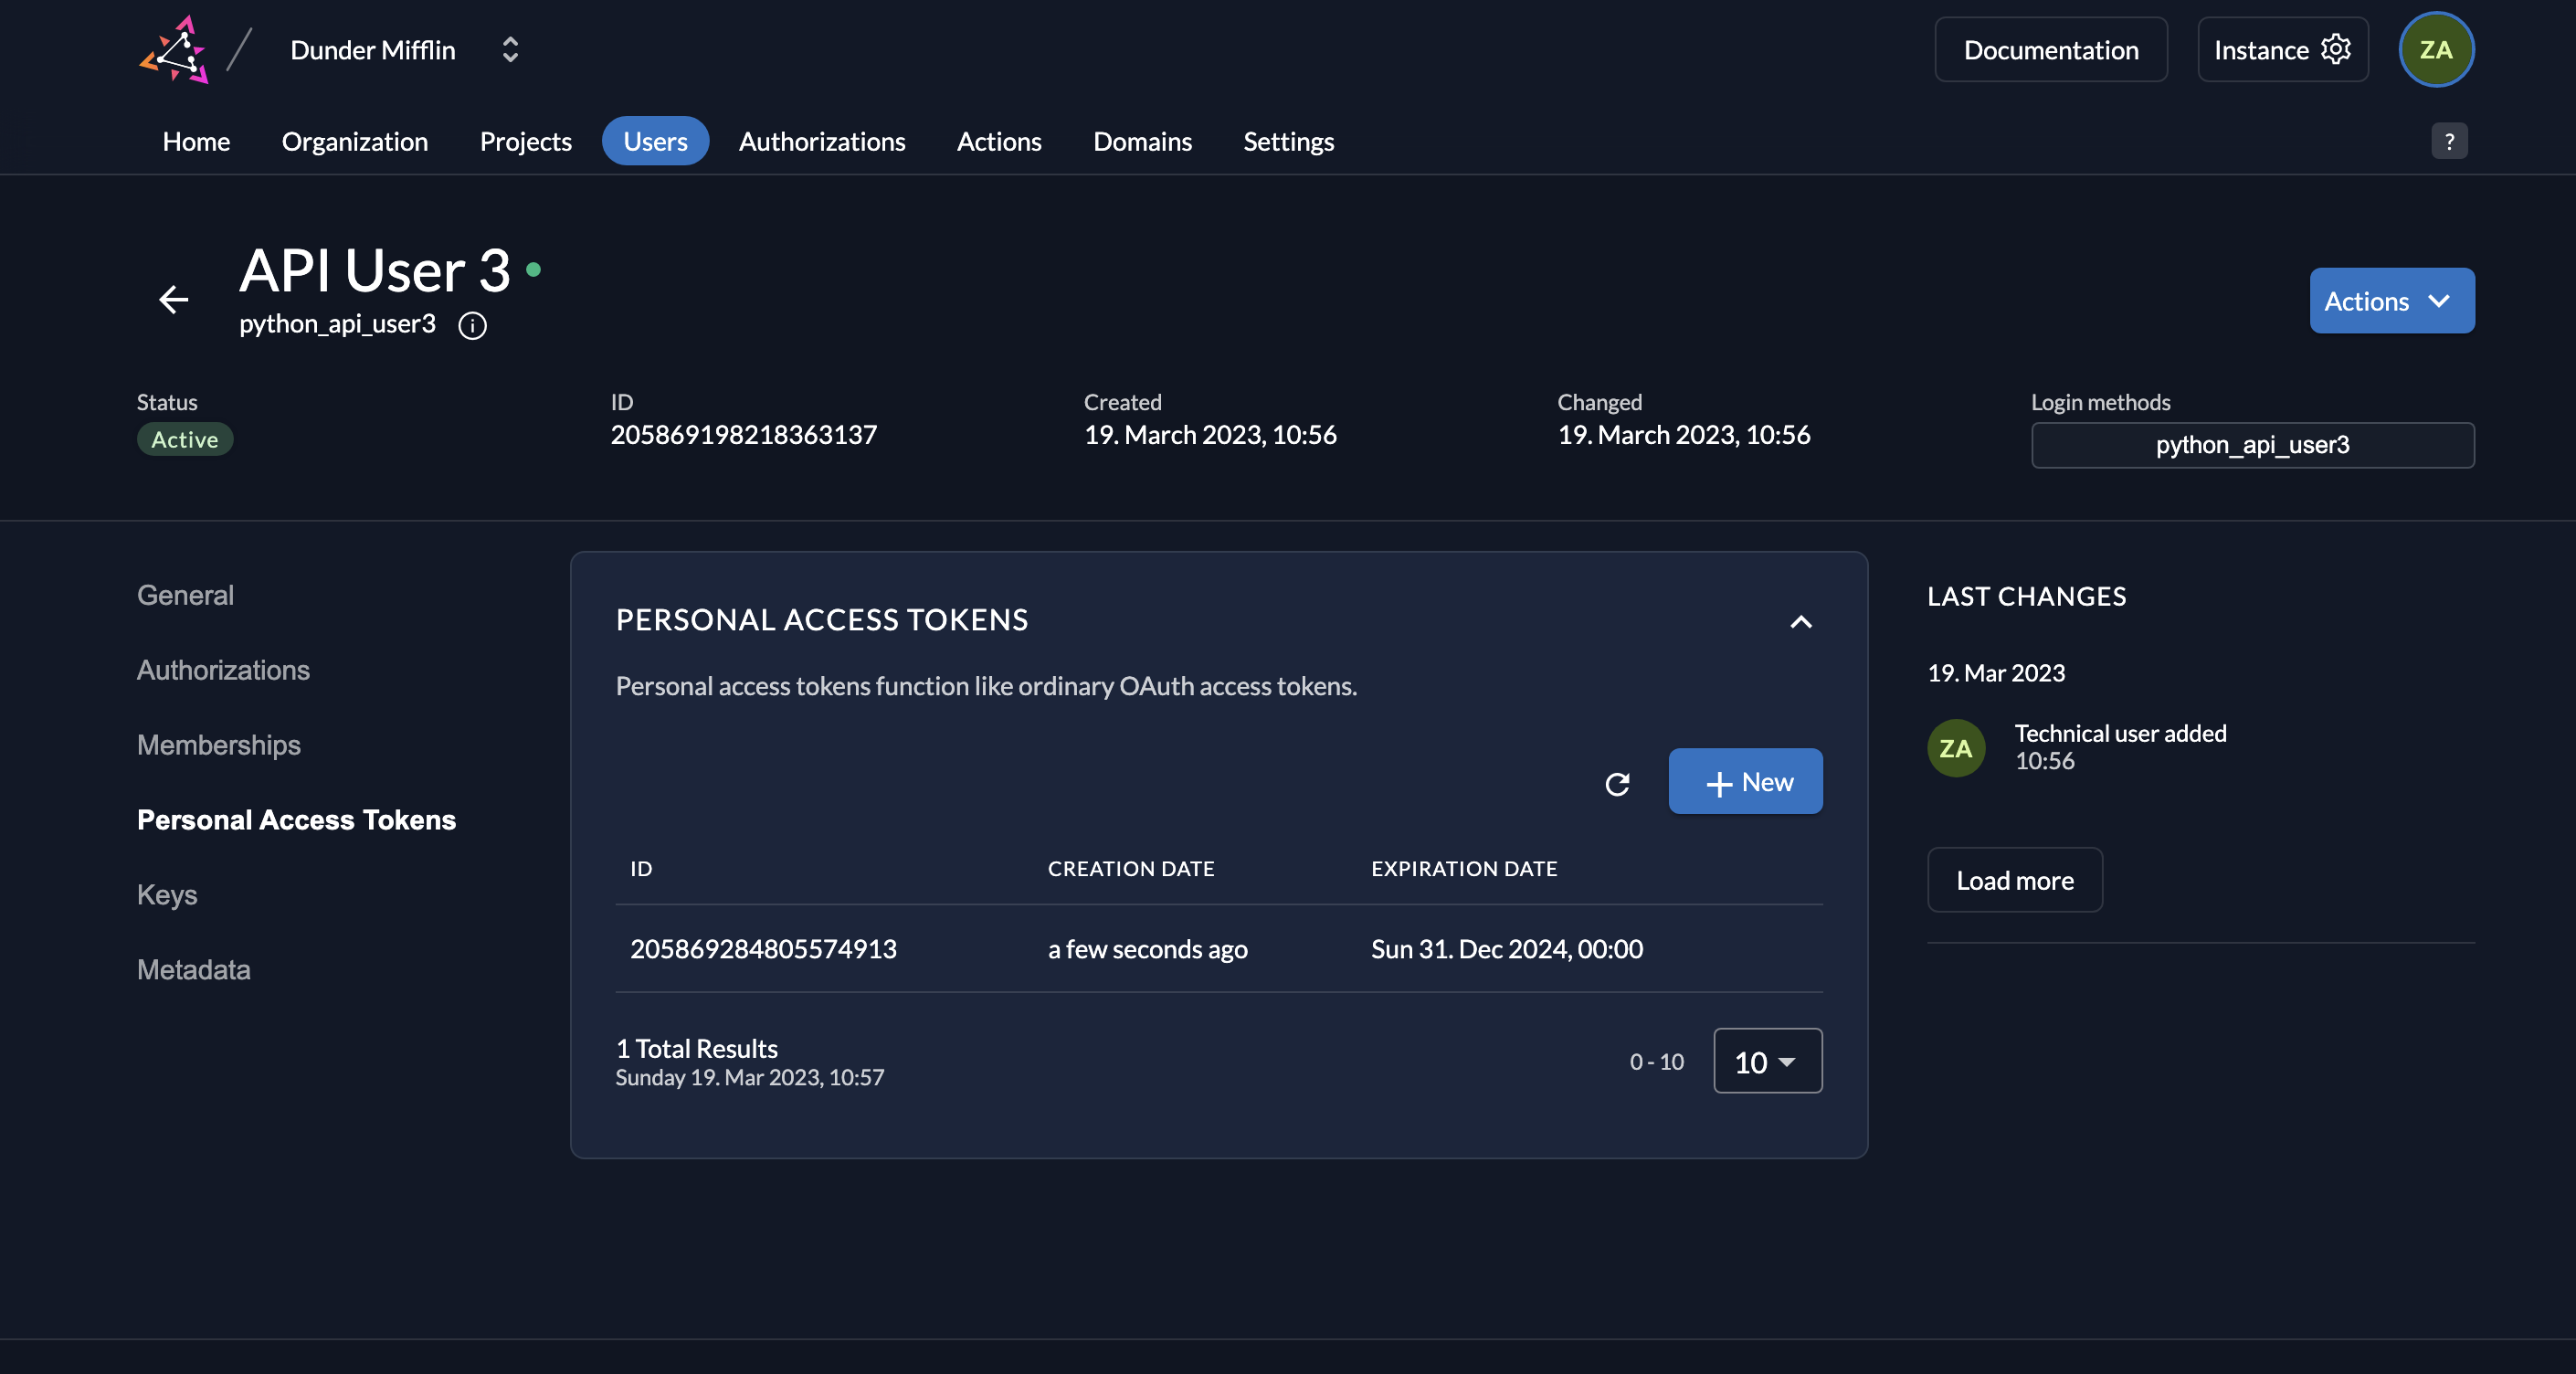 Dunder Mifflin
Documentation
Instance
ZA
Home Organization Projects Users Authorizations Actions Domains Settings ?
API User 3
python_api_user3
Actions
Status
Active
ID
205869198218363137
Created
19. March 2023, 10:56
Changed
19. March 2023, 10:56
Login methods
python_api_user3
General
Authorizations
Memberships
Personal Access Tokens
Keys
Metadata
PERSONAL ACCESS TOKENS
Personal access tokens function like ordinary OAuth access tokens.
New
ID CREATION DATE EXPIRATION DATE
205869284805574913 a few seconds ago Sun 31. Dec 2024, 00:00
1 Total Results
Sunday 19. Mar 2023, 10:57
0 - 10
10
LAST CHANGES
19. Mar 2023
ZA
Technical user added
10:56
Load more